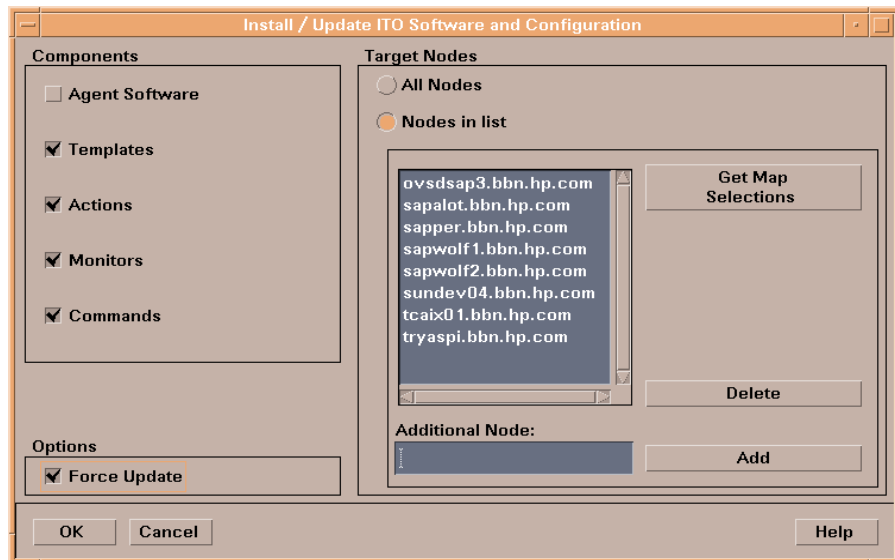 Install / Update ITO Software and Configuration
Components
Agent Software
Templates
Actions
Monitors
Commands
Options
Force Update
Target Nodes
All Nodes
Nodes in list
ovsdsap3.bbn.hp.com
sapalot.bbn.hp.com
sapper.bbn.hp.com
sapwolf1.bbn.hp.com
sapwolf2.bbn.hp.com
sundev04.bbn.hp.com
tcaix01.bbn.hp.com
tryaspi.bbn.hp.com
Get Map
Selections
Delete
Additional Node:
Add
OK
Cancel
Help